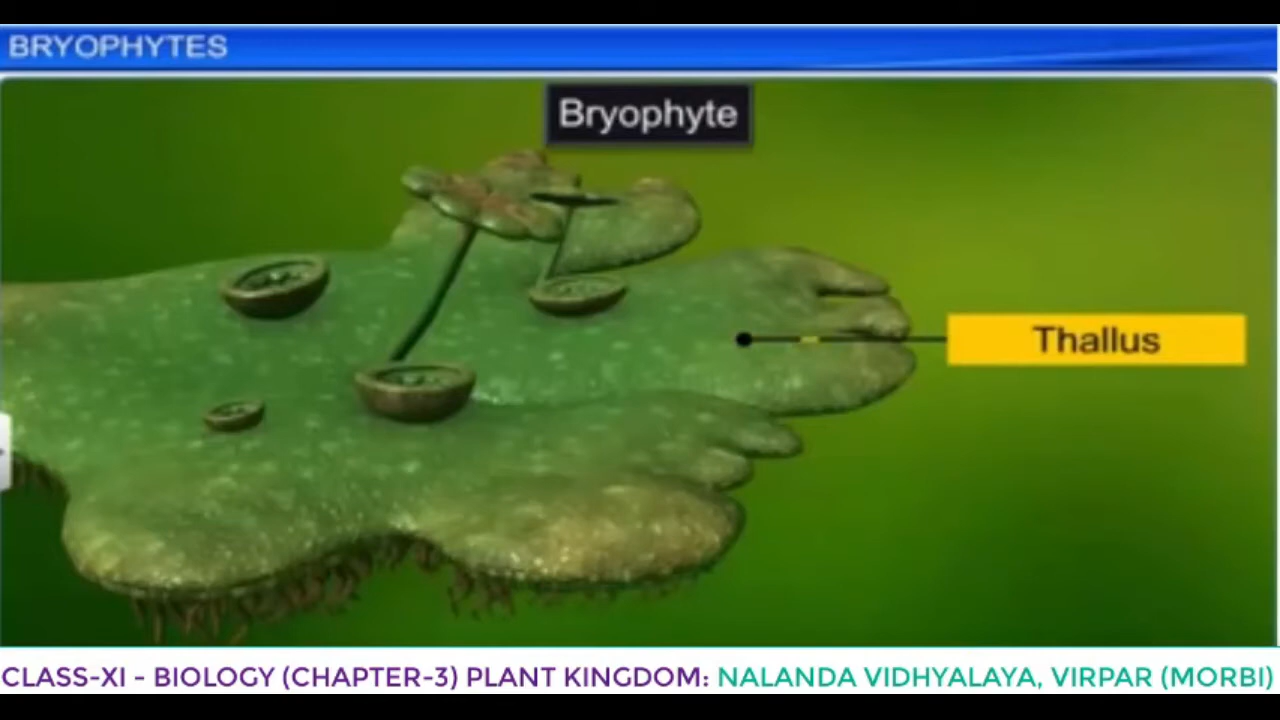 BRYOPHYTES
Bryophyte
Thallus
CLASS-XI - BIOLOGY (CHAPTER-3) PLANT KINGDOM: NALANDA VIDHYALAYA, VIRPAR (MORBI)